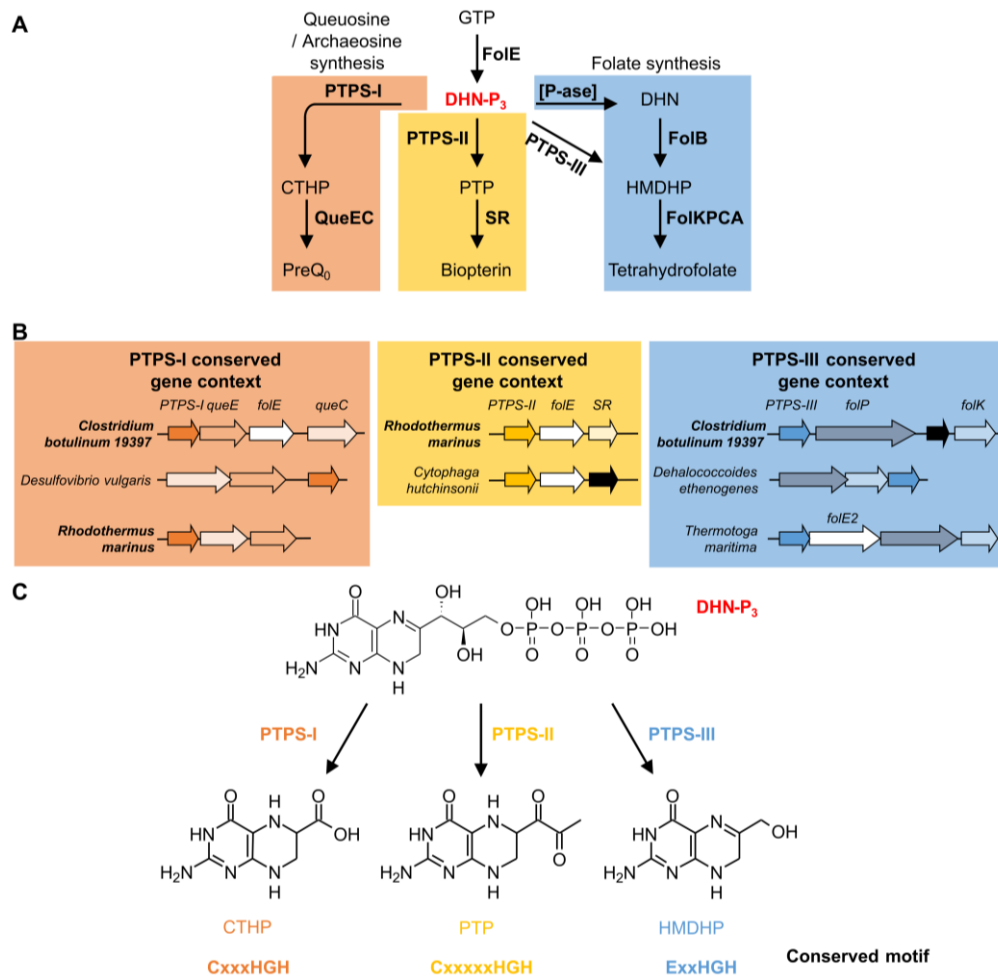 A
Queuosine
/ Archaeosine
synthesis
GTP
FolE
Folate synthesis
PTPS-I
DHN-P3
[P-ase]
DHN
PTPS-II
PTPS-III
FolB
CTHP
PTP
HMDHP
QueEC
SR
FolKPCA
PreQ0
Biopterin
Tetrahydrofolate
B
PTPS-I conserved
gene context
PTPS-I queE folE queC
Clostridium
botulinum 19397
Desulfovibrio vulgaris
Rhodothermus
marinus
PTPS-II conserved
gene context
PTPS-II folE SR
Rhodothermus
marinus
Cytophaga
hutchinsonii
PTPS-III conserved
gene context
PTPS-III folP folK
Clostridium
botulinum 19397
Dehalococcoides
ethenogenes
folE2
Thermotoga
maritima
C
DHN-P3
O OH OH OH OH
HN N O P O P O P OH
H2N N N OH O O O
H
PTPS-I
PTPS-II
PTPS-III
O H O
HN N OH
H2N N N
H
O H O
HN N
H2N N N O
H
O
HN N OH
H2N N N
H
CTHP
PTP
HMDHP
CxxxHGH
CxxxxxHGH
ExxHGH
Conserved motif